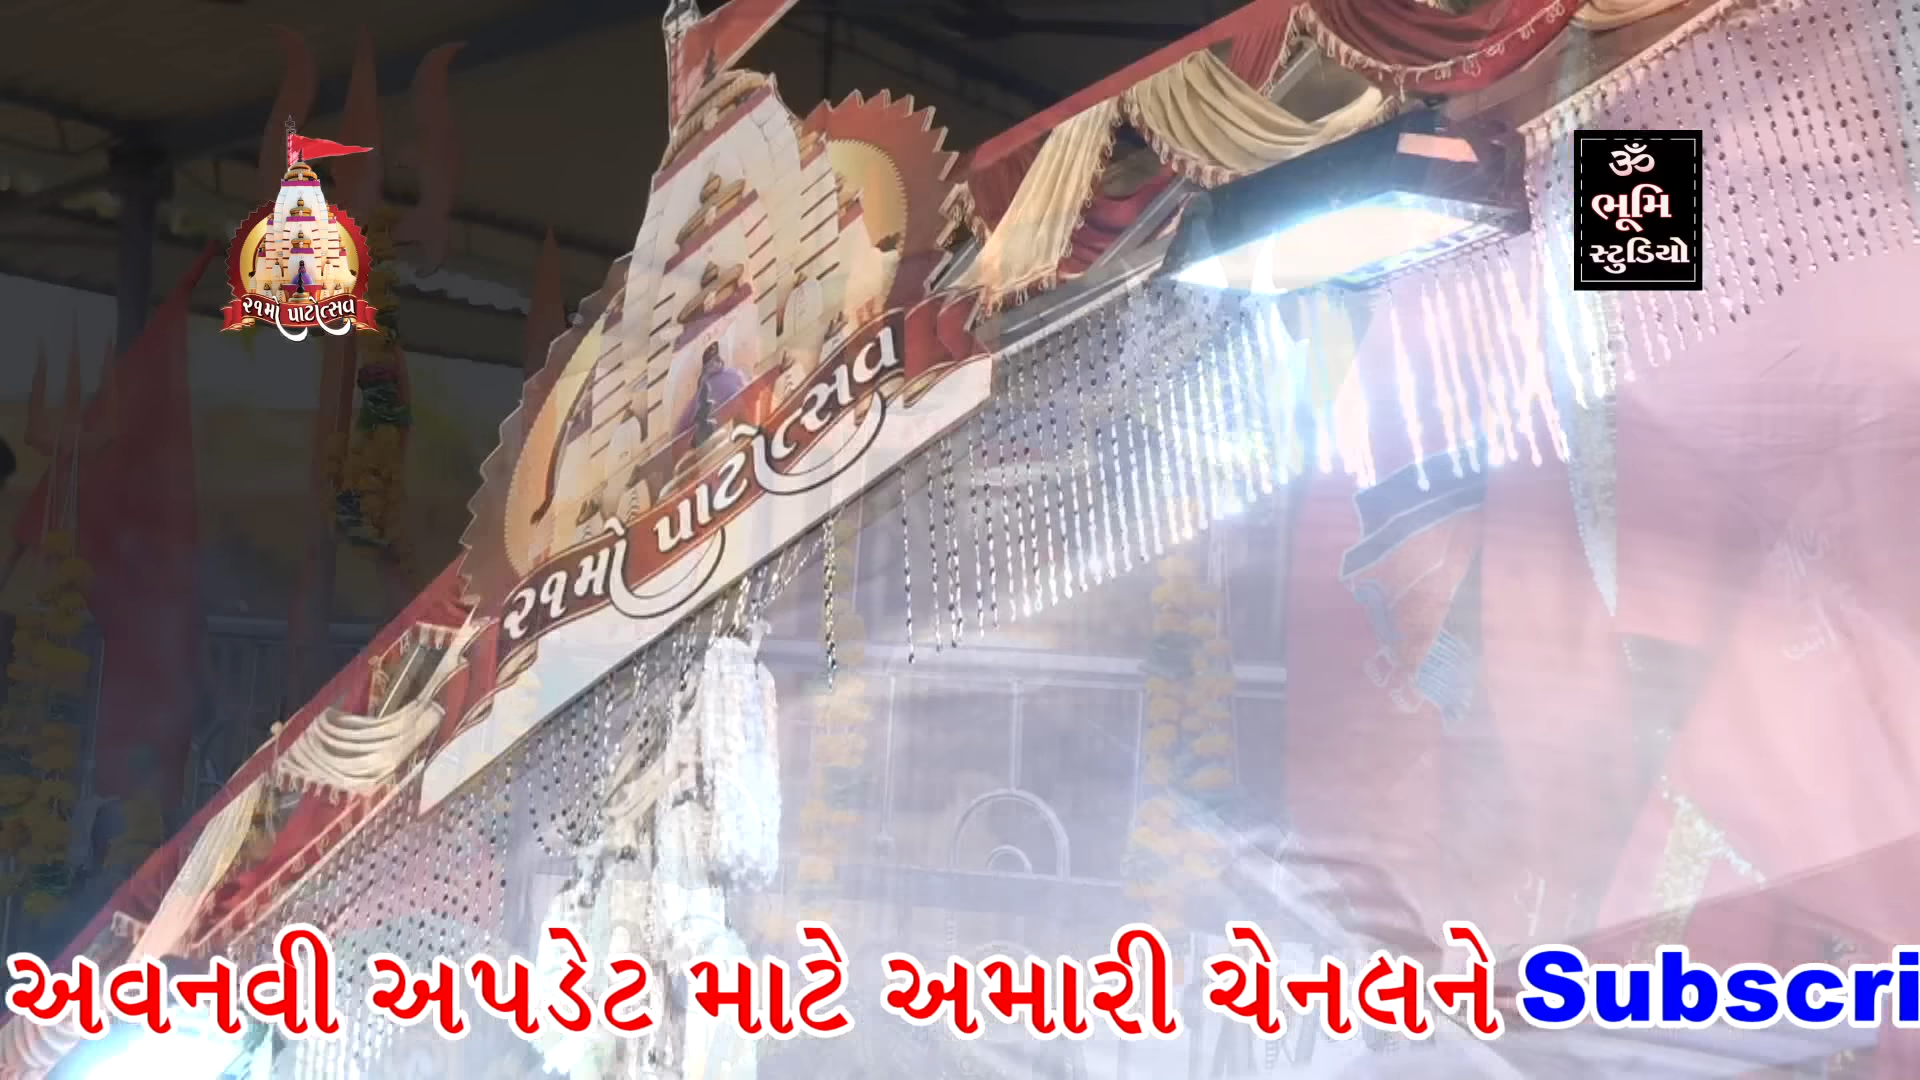 ૨૧મો પાટોત્સવ
ૐ
ભૂમિ
સ્ટુડિયો
૨૧મો પાટોત્સવ
અવનવી અપડેટ માટે અમારી ચેનલને Subscri